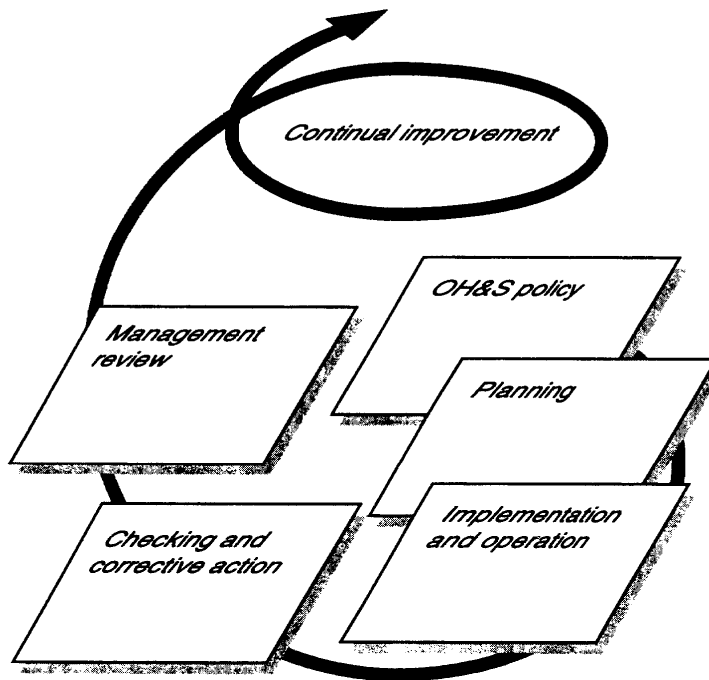 Continual improvement
OH&S policy
Management
review
Planning
Implementation
and operation
Checking and
corrective action